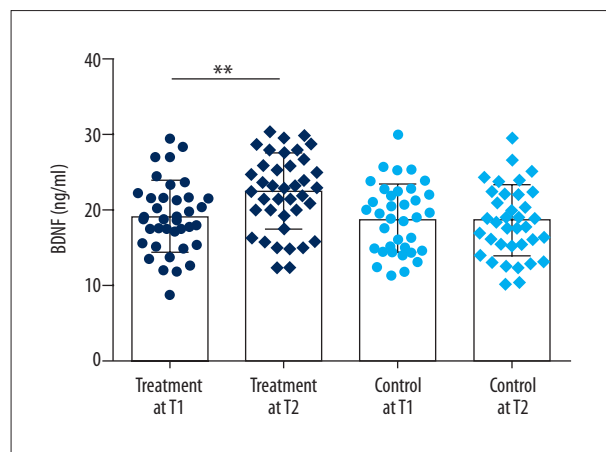 40
**
30
20
10
0
BDNF (ng/ml)
Treatment
at T1
Treatment
at T2
Control
at T1
Control
at T2